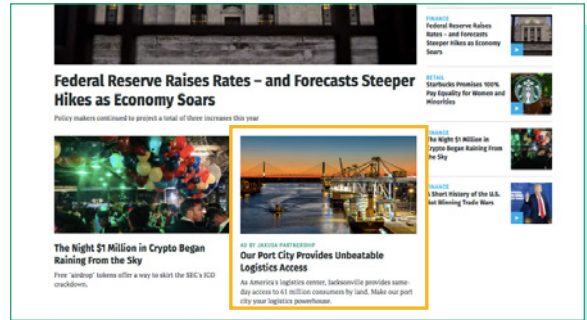 Federal Reserve Raises Rates – and Forecasts Steeper
Hikes as Economy Soars
Policy makers continued to project a total of three increases this year
The Night $1 Million in Crypto Began
Raining From the Sky
Free "airdrop" tokens offer a way to skirt the SEC's ICO
crackdown.
AD BY JAXUSA PARTNERSHIP
Our Port City Provides Unbeatable
Logistics Access
As America's logistics center, Jacksonville provides same-
day access to 61 million consumers by land. Make our port
city your logistics powerhouse.
FINANCE
Federal Reserve Raises
Rates – and Forecasts
Steeper Hikes as Economy
Soars
RETAIL
Starbucks Promises 100%
Pay Equality for Women and
Minorities
FINANCE
The Night $1 Million in
Crypto Began Raining From
the Sky
FINANCE
A Short History of the U.S.
Not Winning Trade Wars